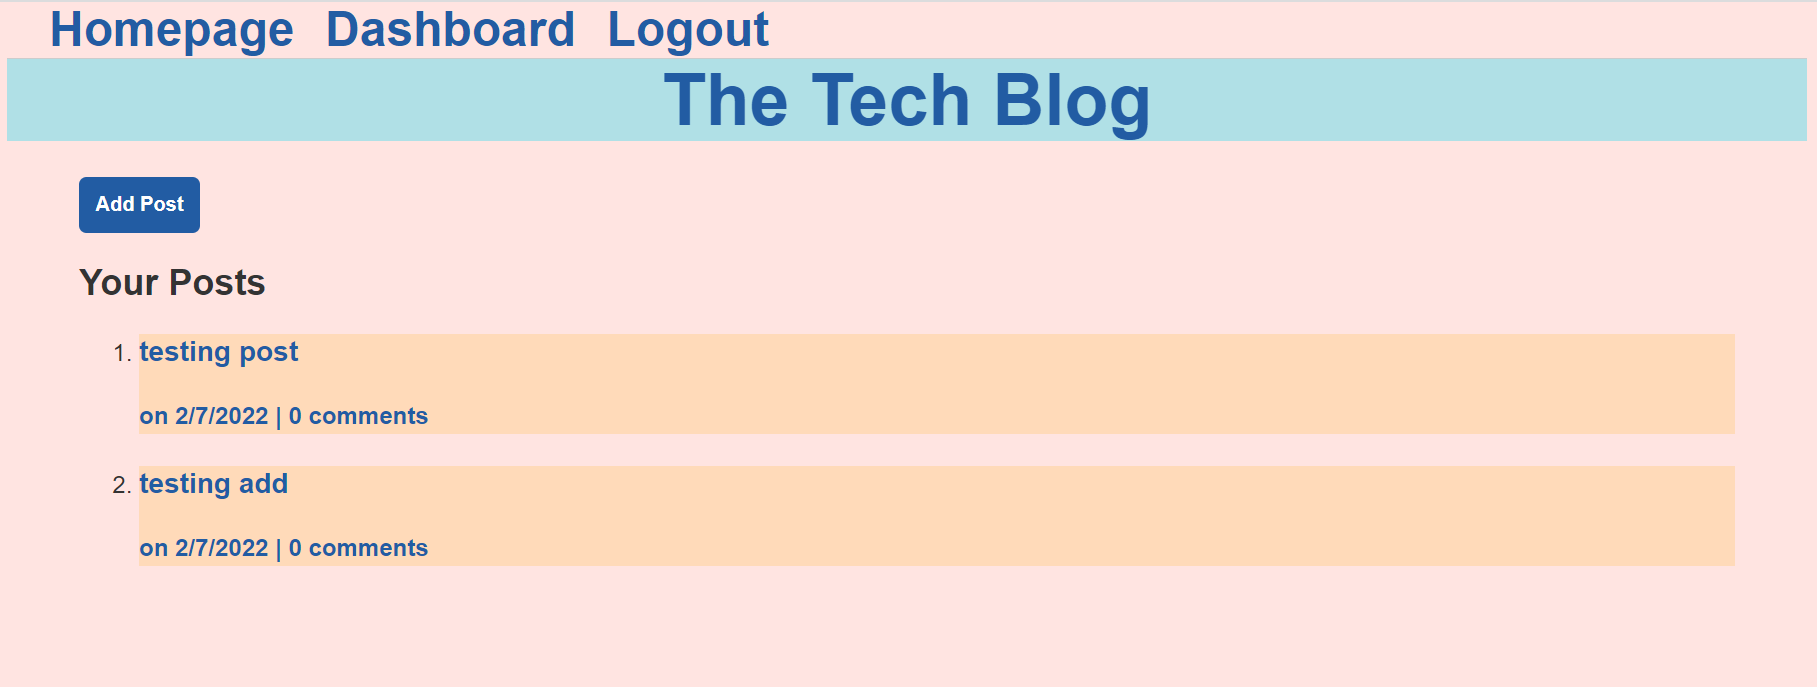 Homepage Dashboard Logout
The Tech Blog
Add Post
Your Posts
1. testing post
on 2/7/2022 | 0 comments
2. testing add
on 2/7/2022 | 0 comments